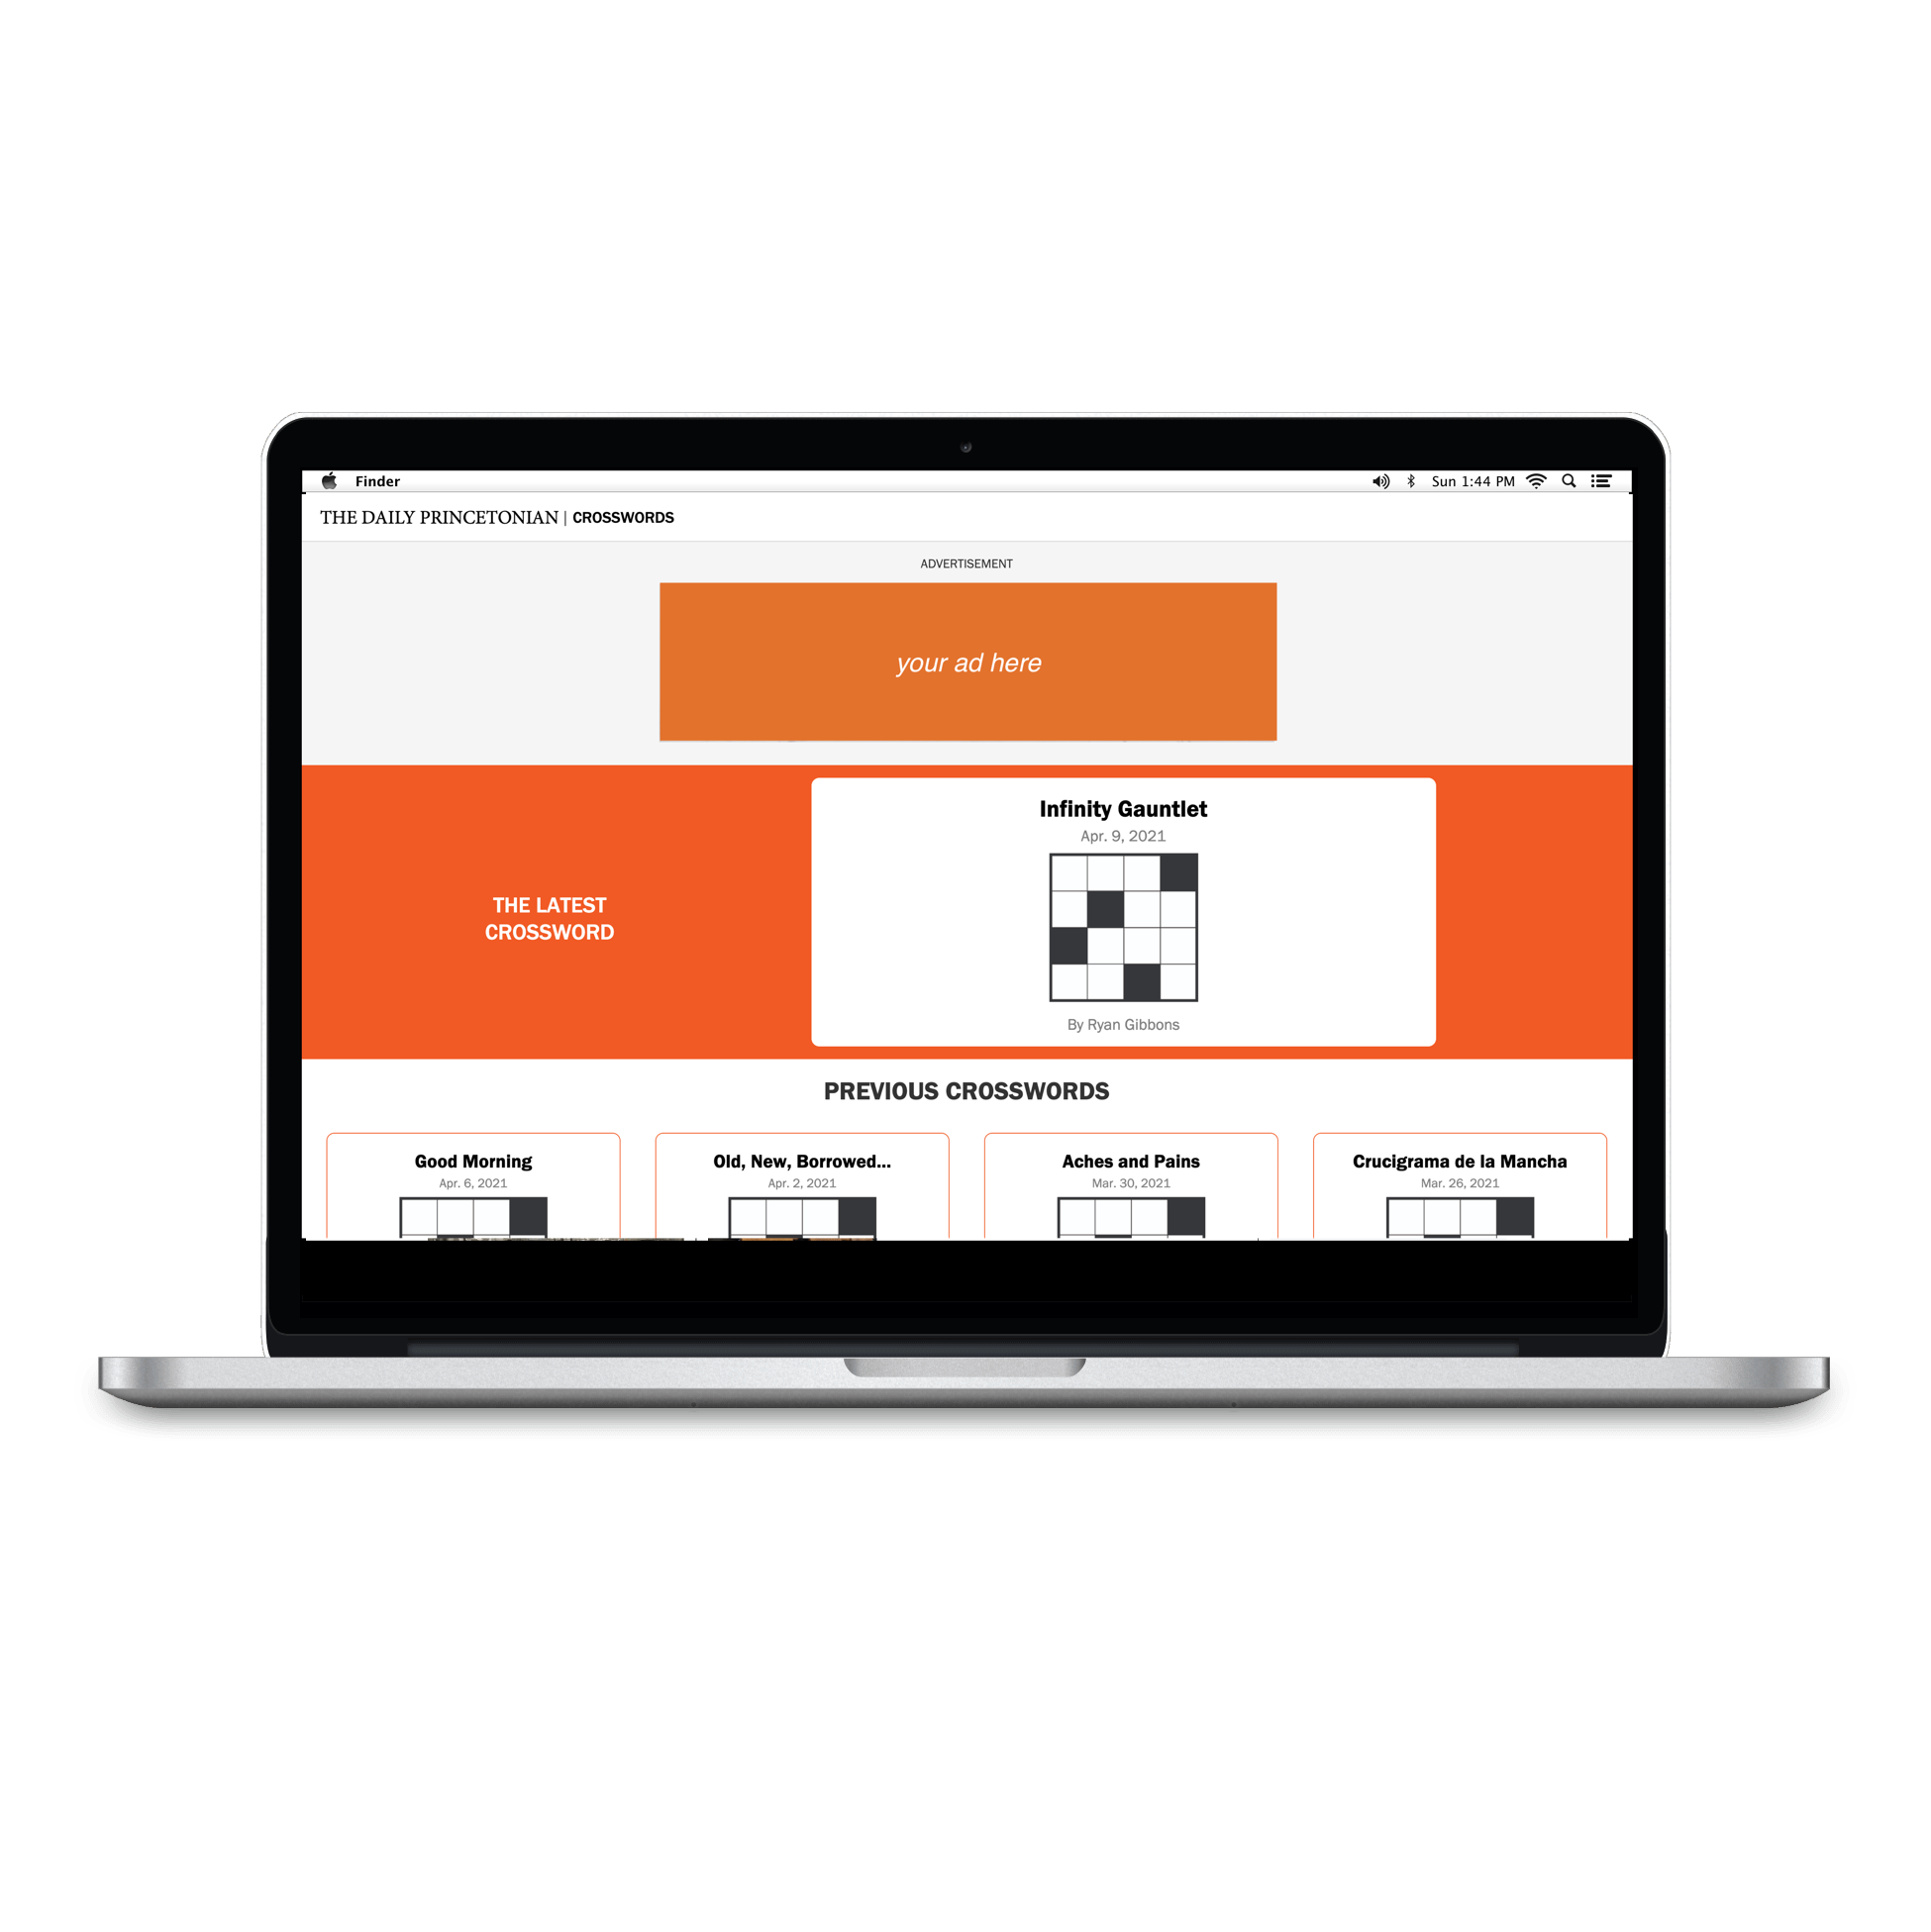 Finder
Sun 1:44 PM
THE DAILY PRINCETONIAN | CROSSWORDS
ADVERTISEMENT
your ad here
THE LATEST
CROSSWORD
Infinity Gauntlet
Apr. 9, 2021
By Ryan Gibbons
PREVIOUS CROSSWORDS
Good Morning
Apr. 6, 2021
Old, New, Borrowed...
Apr. 2, 2021
Aches and Pains
Mar. 30, 2021
Crucigrama de la Mancha
Mar. 26, 2021